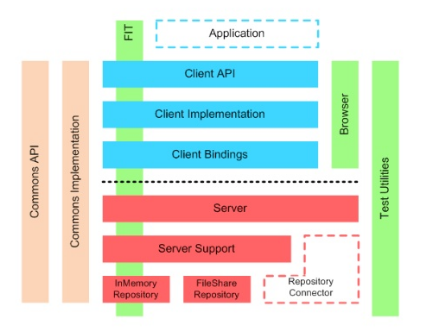 FIT
Application
Client API
Client Implementation
Client Bindings
Browser
Commons API
Commons Implementation
Test Utilities
Server
Server Support
InMemory
Repository
FileShare
Repository
Repository
Connector